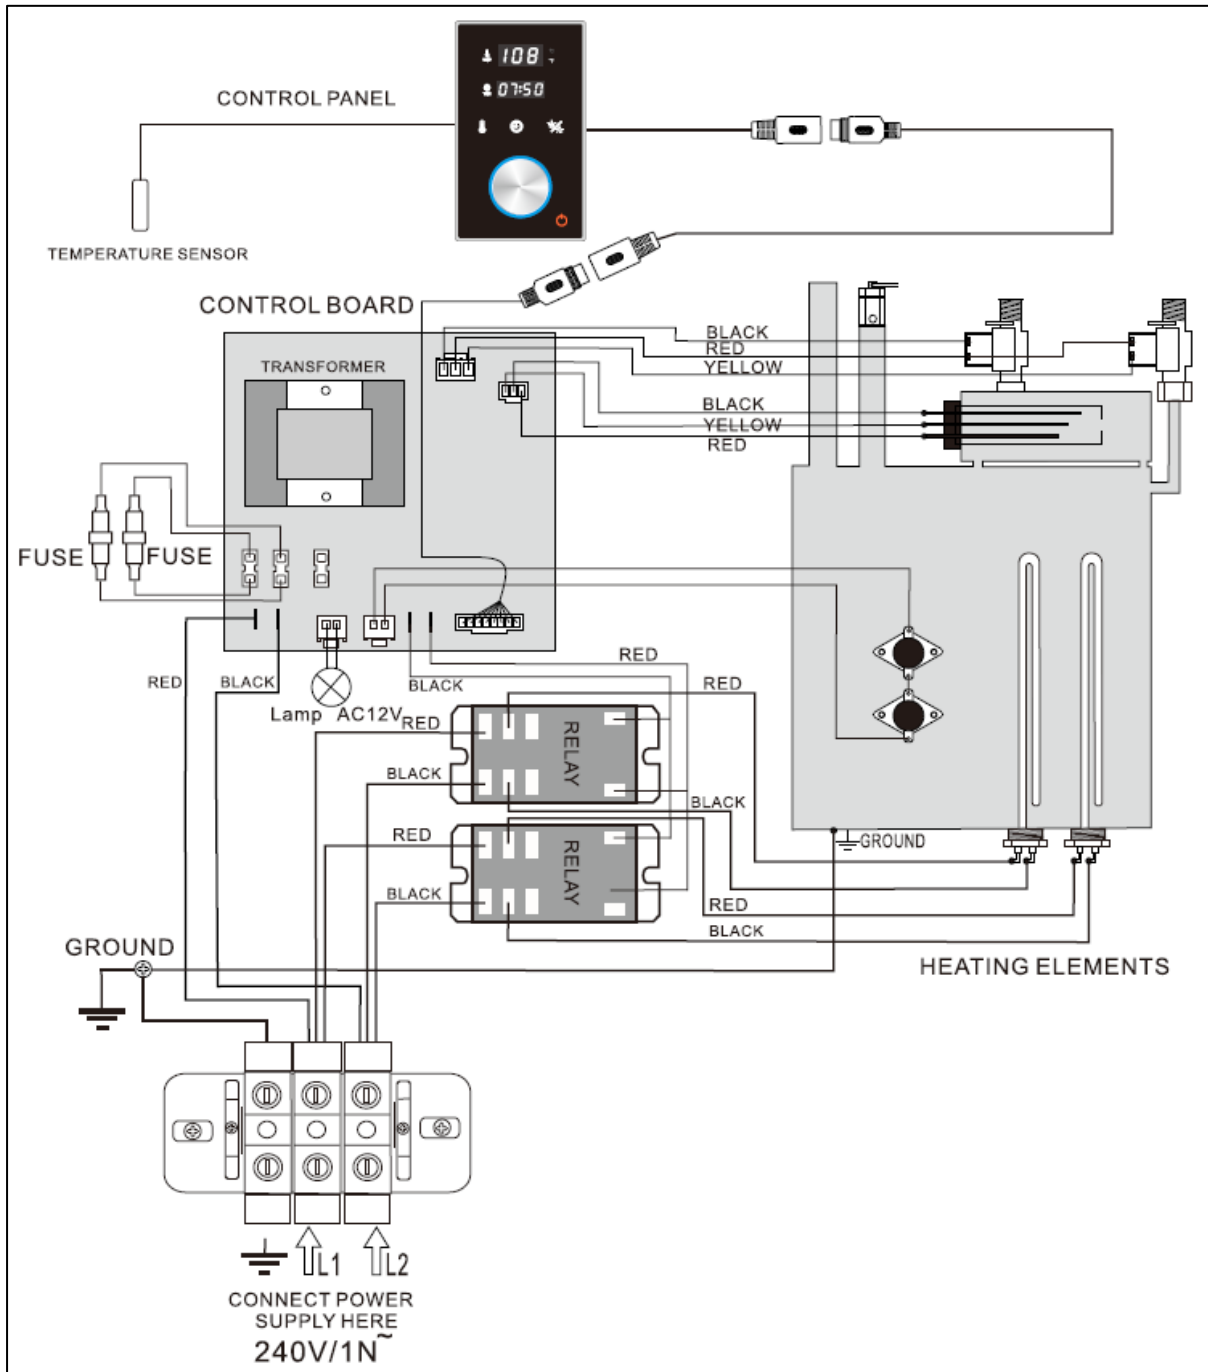 108
07:50
CONTROL PANEL
TEMPERATURE SENSOR
CONTROL BOARD
BLACK
RED
YELLOW
TRANSFORMER
BLACK
YELLOW
RED
FUSE
FUSE
RED
BLACK
RED
BLACK
RED
Lamp AC12V
RED
RELAY
BLACK
BLACK
RED
RELAY
GROUND
BLACK
RED
BLACK
GROUND
HEATING ELEMENTS
L1
L2
CONNECT POWER
SUPPLY HERE
240V/1N~